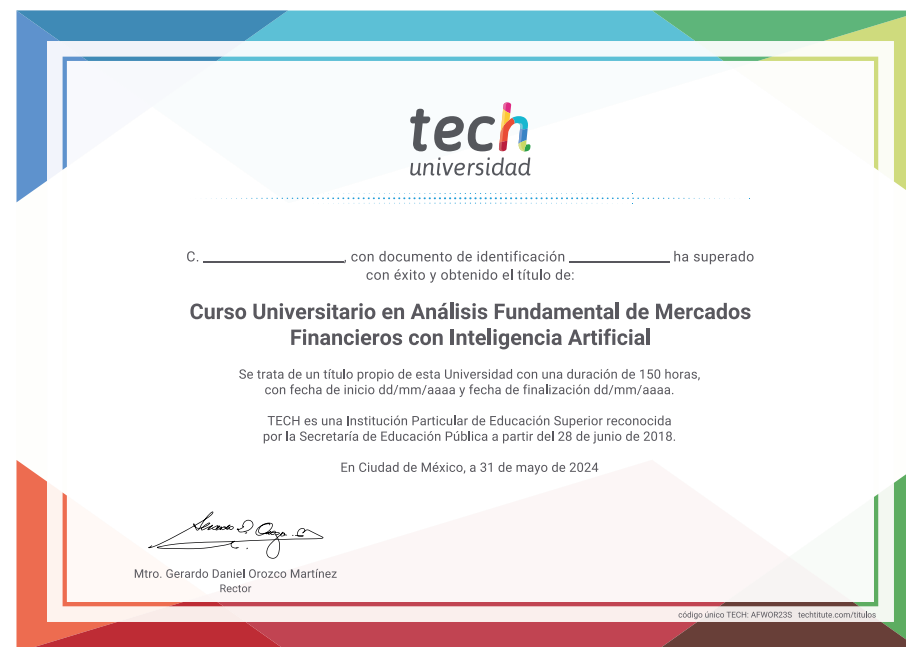 tech
universidad
C. ____________, con documento de identificación ____________ ha superado
con éxito y obtenido el título de:
Curso Universitario en Análisis Fundamental de Mercados
Financieros con Inteligencia Artificial
Se trata de un título propio de esta Universidad con una duración de 150 horas,
con fecha de inicio dd/mm/aaaa y fecha de finalización dd/mm/aaaa.
TECH es una Institución Particular de Educación Superior reconocida
por la Secretaría de Educación Pública a partir del 28 de junio de 2018.
En Ciudad de México, a 31 de mayo de 2024
Mtro. Gerardo Daniel Orozco Martínez
Rector
código único TECH: AFWOR23S techtitute.com/titulos